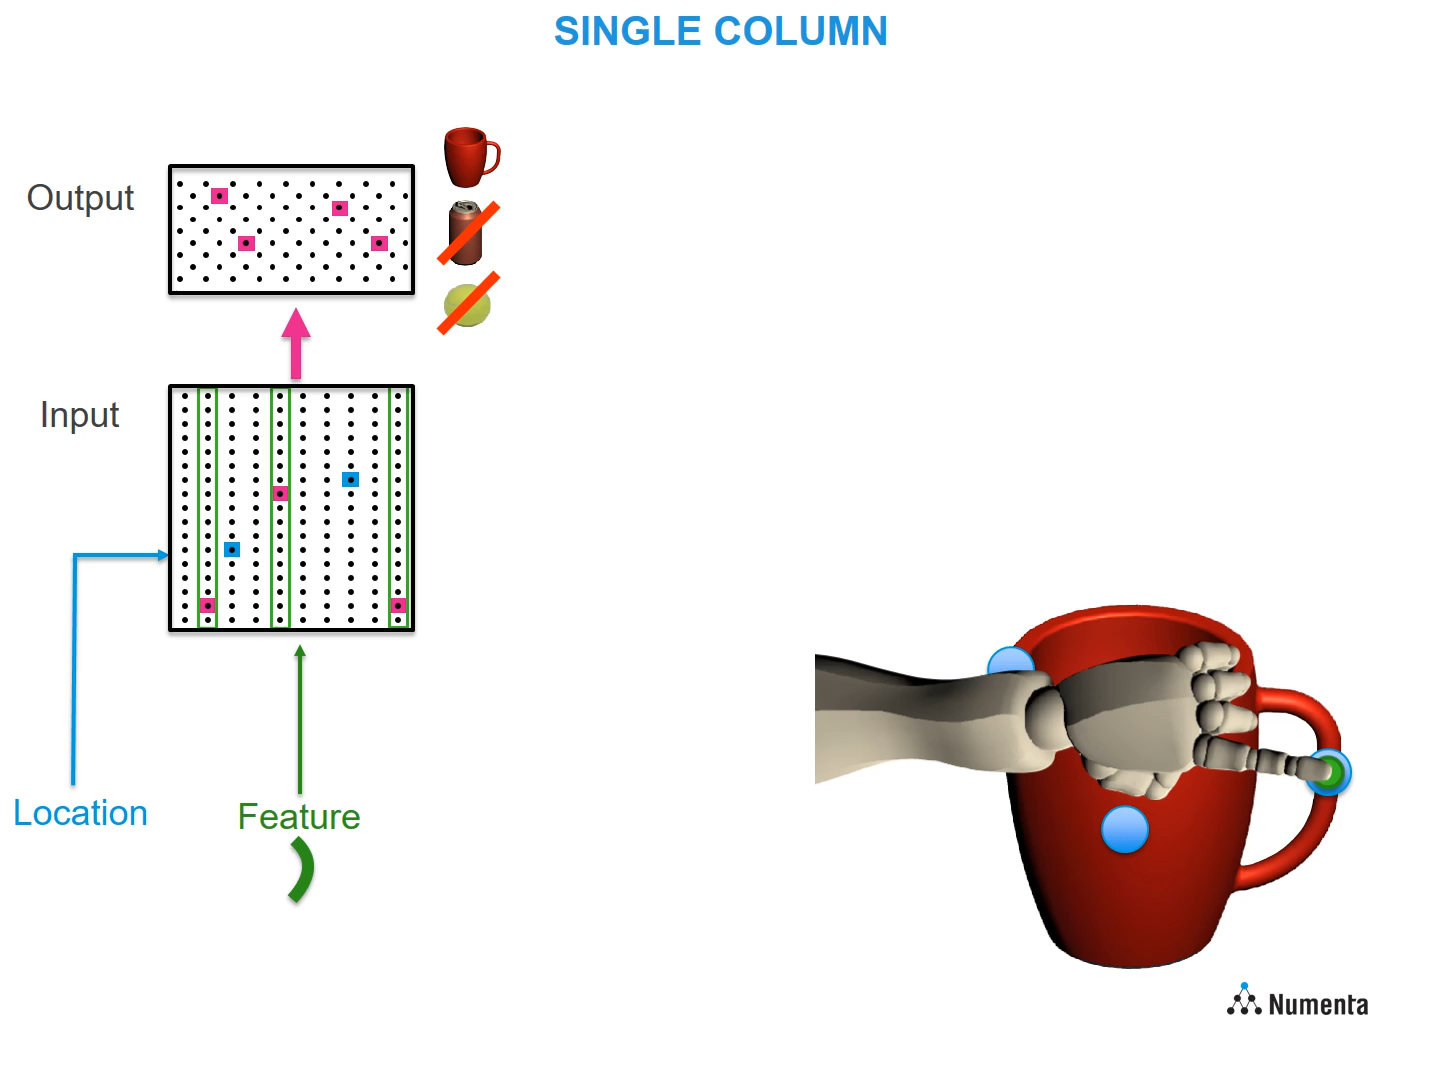 SINGLE COLUMN
Output
Input
Location
Feature
Numenta